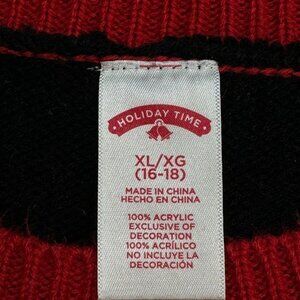 · HOLIDAY TIME ·
XL/XG
(16-18)
MADE IN CHINA
HECHO EN CHINA
100% ACRYLIC
EXCLUSIVE OF
DECORATION
100% ACRÍLICO
NO INCLUYE LA
DECORACIÓN